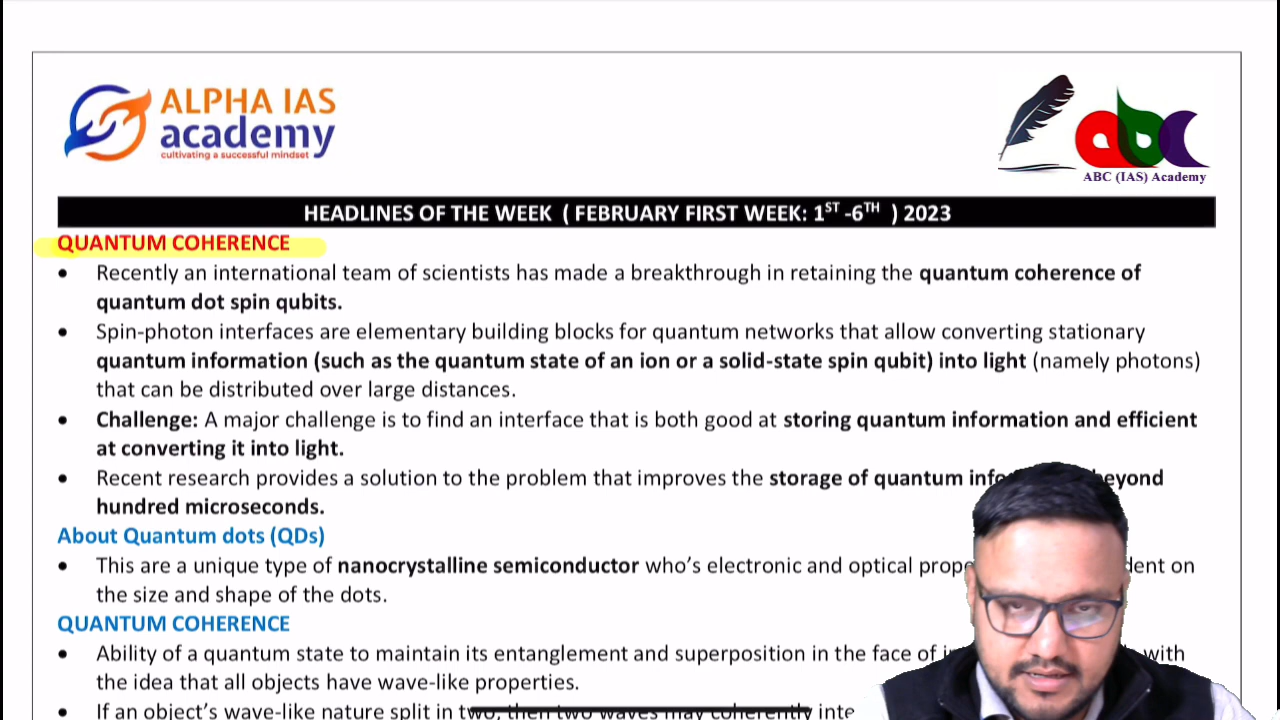 ALPHA IAS
academy
cultivating a successful mindset
abc
ABC (IAS) Academy
HEADLINES OF THE WEEK ( FEBRUARY FIRST WEEK: 1ST -6TH ) 2023
QUANTUM COHERENCE
• Recently an international team of scientists has made a breakthrough in retaining the quantum coherence of
quantum dot spin qubits.
• Spin-photon interfaces are elementary building blocks for quantum networks that allow converting stationary
quantum information (such as the quantum state of an ion or a solid-state spin qubit) into light (namely photons)
that can be distributed over large distances.
• Challenge: A major challenge is to find an interface that is both good at storing quantum information and efficient
at converting it into light.
• Recent research provides a solution to the problem that improves the storage of quantum
hundred microseconds.
About Quantum dots (QDs)
• This are a unique type of nanocrystalline semiconductor who's electronic and optical on
the size and shape of the dots.
QUANTUM COHERENCE
• Ability of a quantum state to maintain its entanglement and superposition in the face of with
the idea that all objects have wave-like properties.
• If an object's wave-like nature split in two, then two waves may coherently